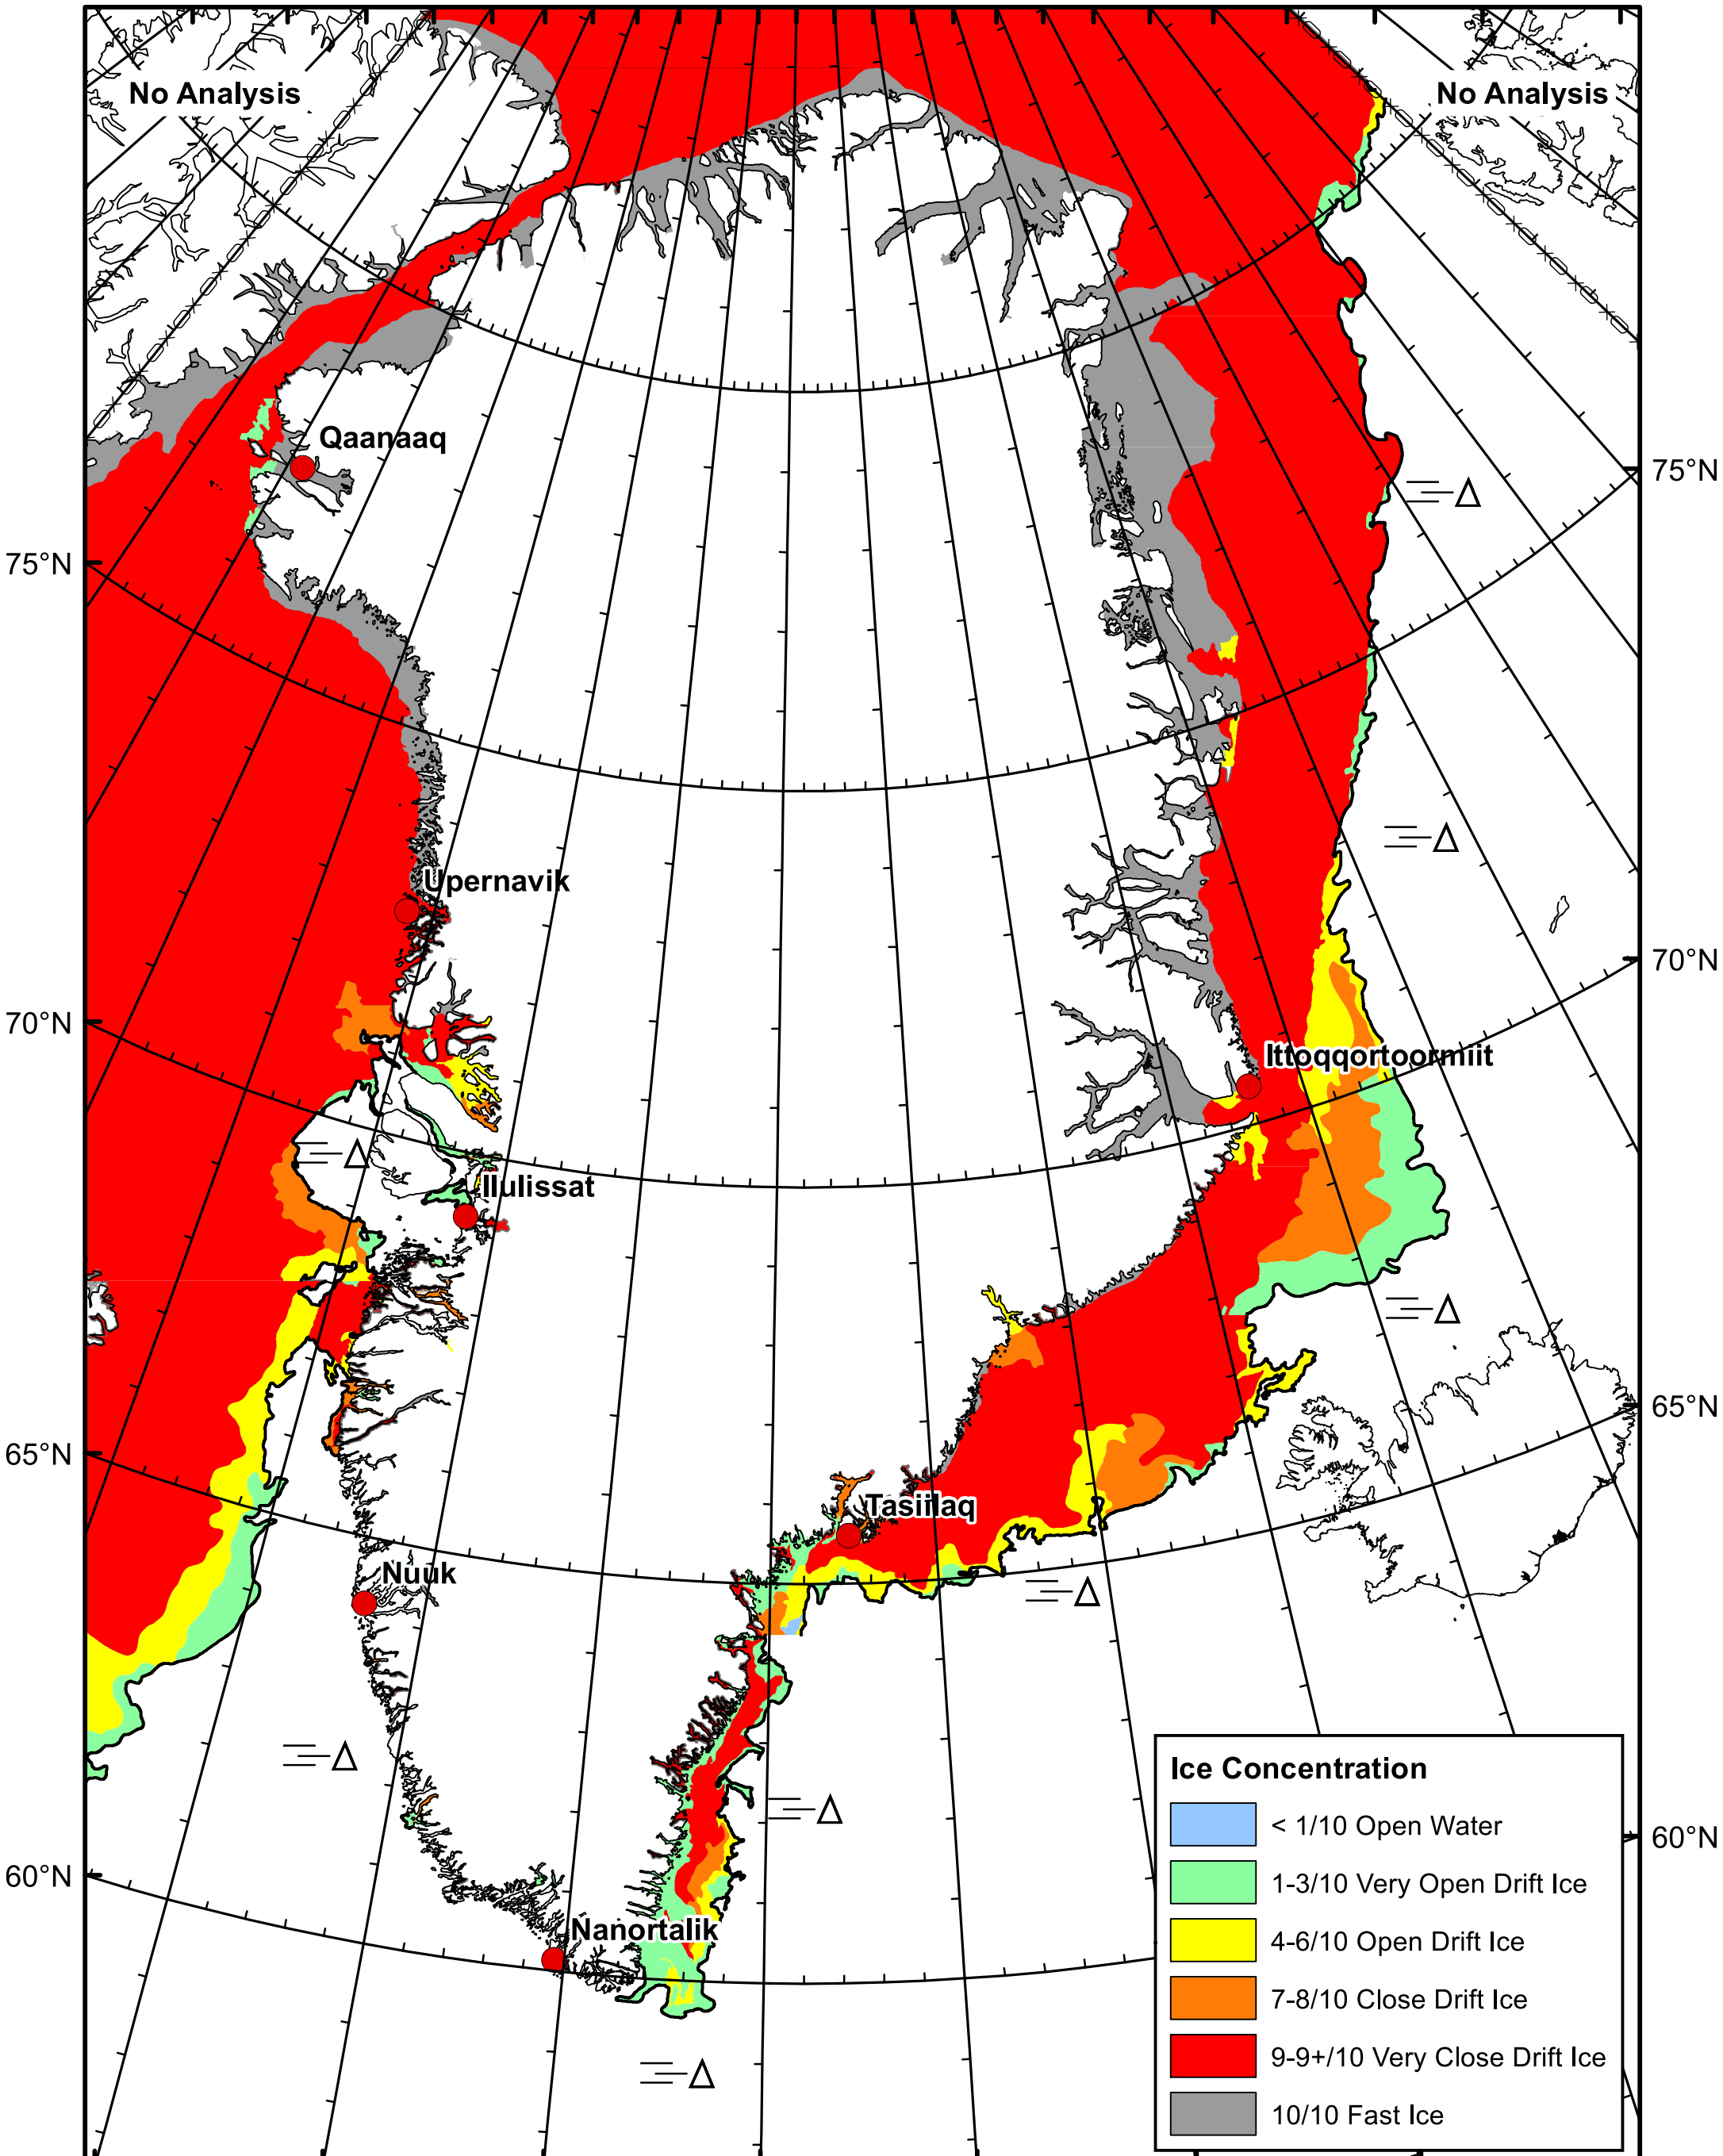 No Analysis
No Analysis
Qaanaaq
75°N
75°N
Upernavik
70°N
70°N
Ittoqqortoormiit
Ilulissat
65°N
65°N
Tasiilaq
Nuuk
Ice Concentration
< 1/10 Open Water
60°N
60°N
1-3/10 Very Open Drift Ice
Nanortalik
4-6/10 Open Drift Ice
7-8/10 Close Drift Ice
9-9+/10 Very Close Drift Ice
10/10 Fast Ice